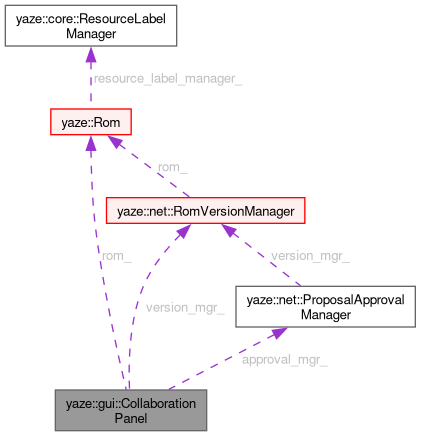 yaze::core::ResourceLabel
Manager
resource_label_manager_
yaze::Rom
rom_
yaze::net::RomVersionManager
rom_
version_mgr_
yaze::net::ProposalApproval
Manager
version_mgr_
approval_mgr_
yaze::gui::Collaboration
Panel